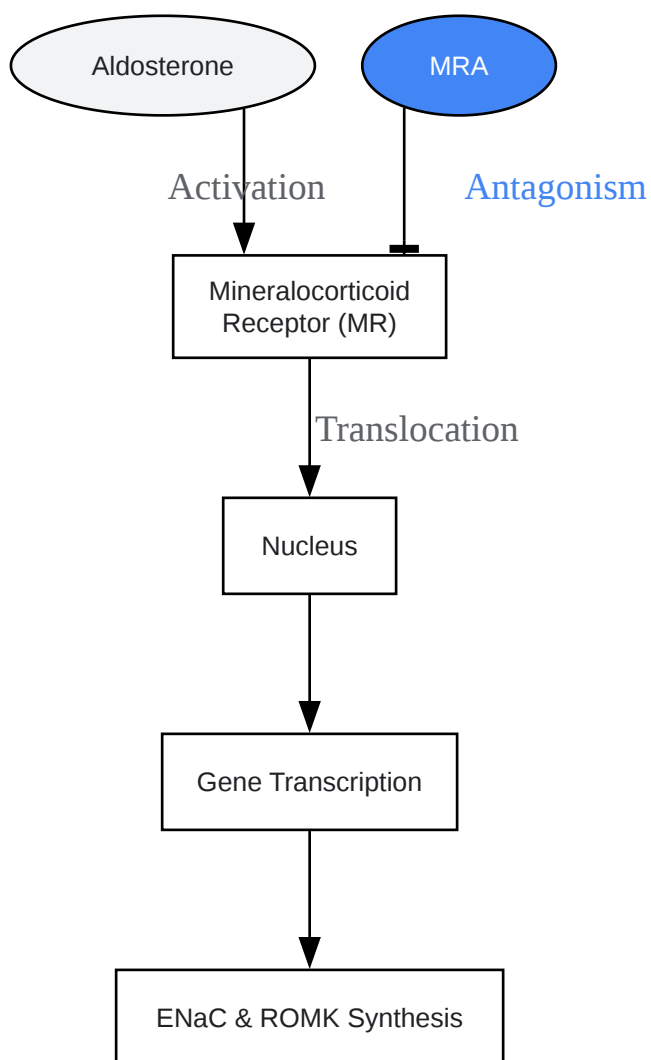 Aldosterone
MRA
Activation
Antagonism
Mineralocorticoid
Receptor (MR)
Translocation
Nucleus
Gene Transcription
ENaC & ROMK Synthesis